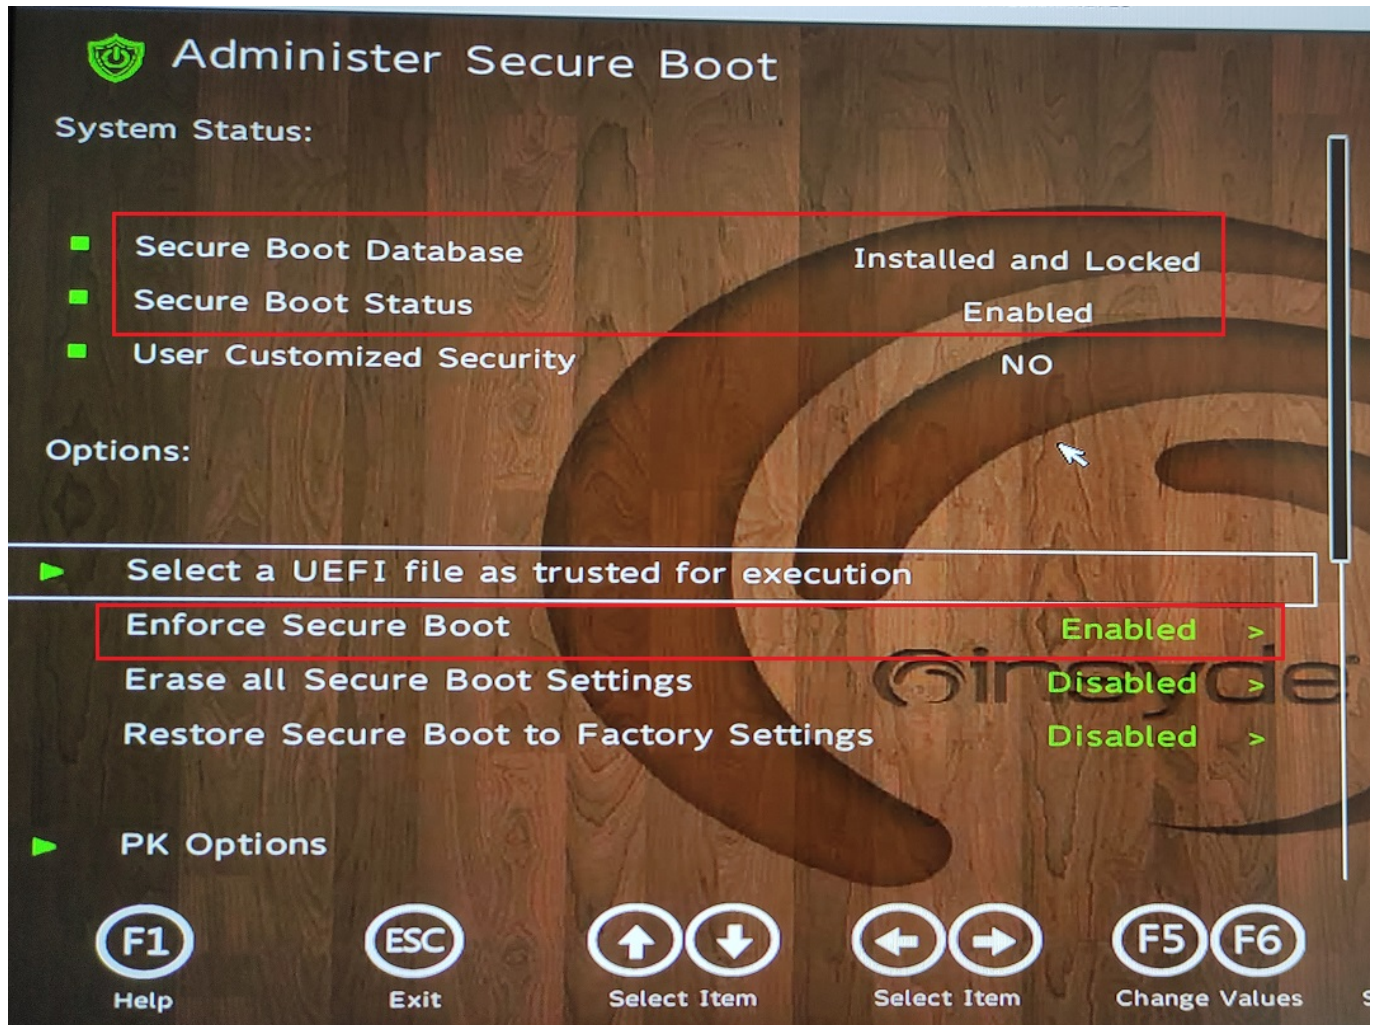 Administer Secure Boot
System Status:
Secure Boot Database Installed and Locked
Secure Boot Status Enabled
User Customized Security NO
Options:
Select a UEFI file as trusted for execution
Enforce Secure Boot Enabled >
insyde
Erase all Secure Boot Settings Disabled >
Restore Secure Boot to Factory Settings Disabled >
PK Options
F1 ESC F5 F6
Help Exit Select Item Select Item Change Values